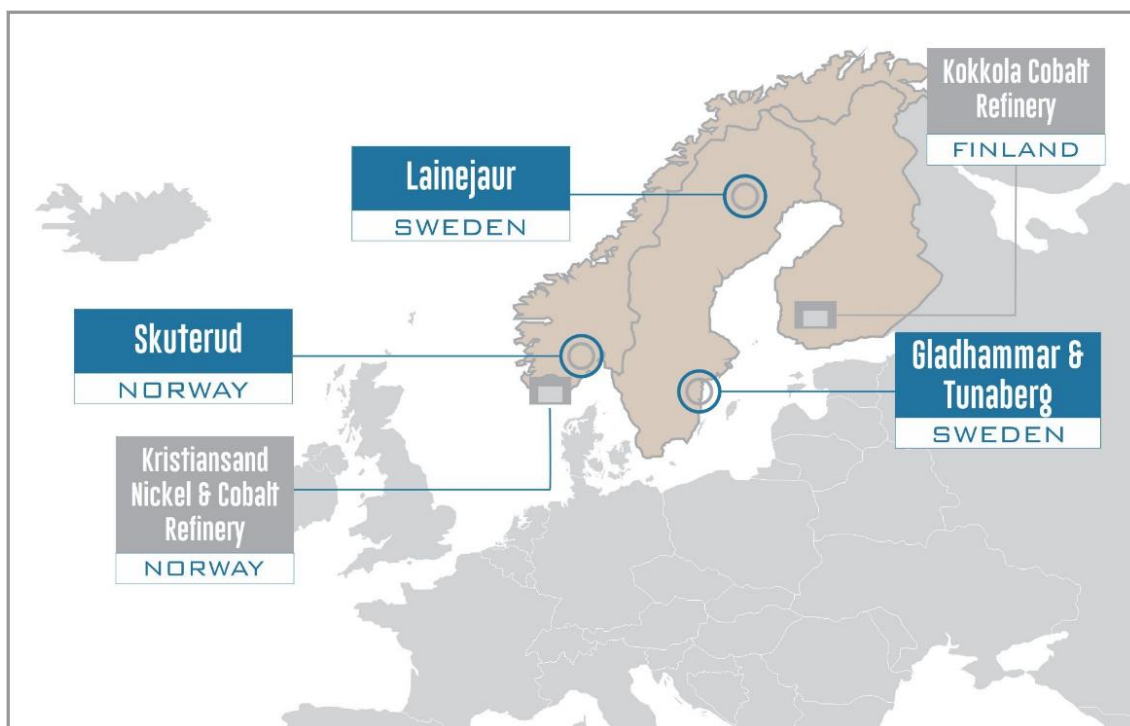 Kokkola Cobalt
Refinery
FINLAND
Lainejaur
SWEDEN
Skuterud
NORWAY
Gladhammar &
Tunaberg
SWEDEN
Kristiansand
Nickel & Cobalt
Refinery
NORWAY